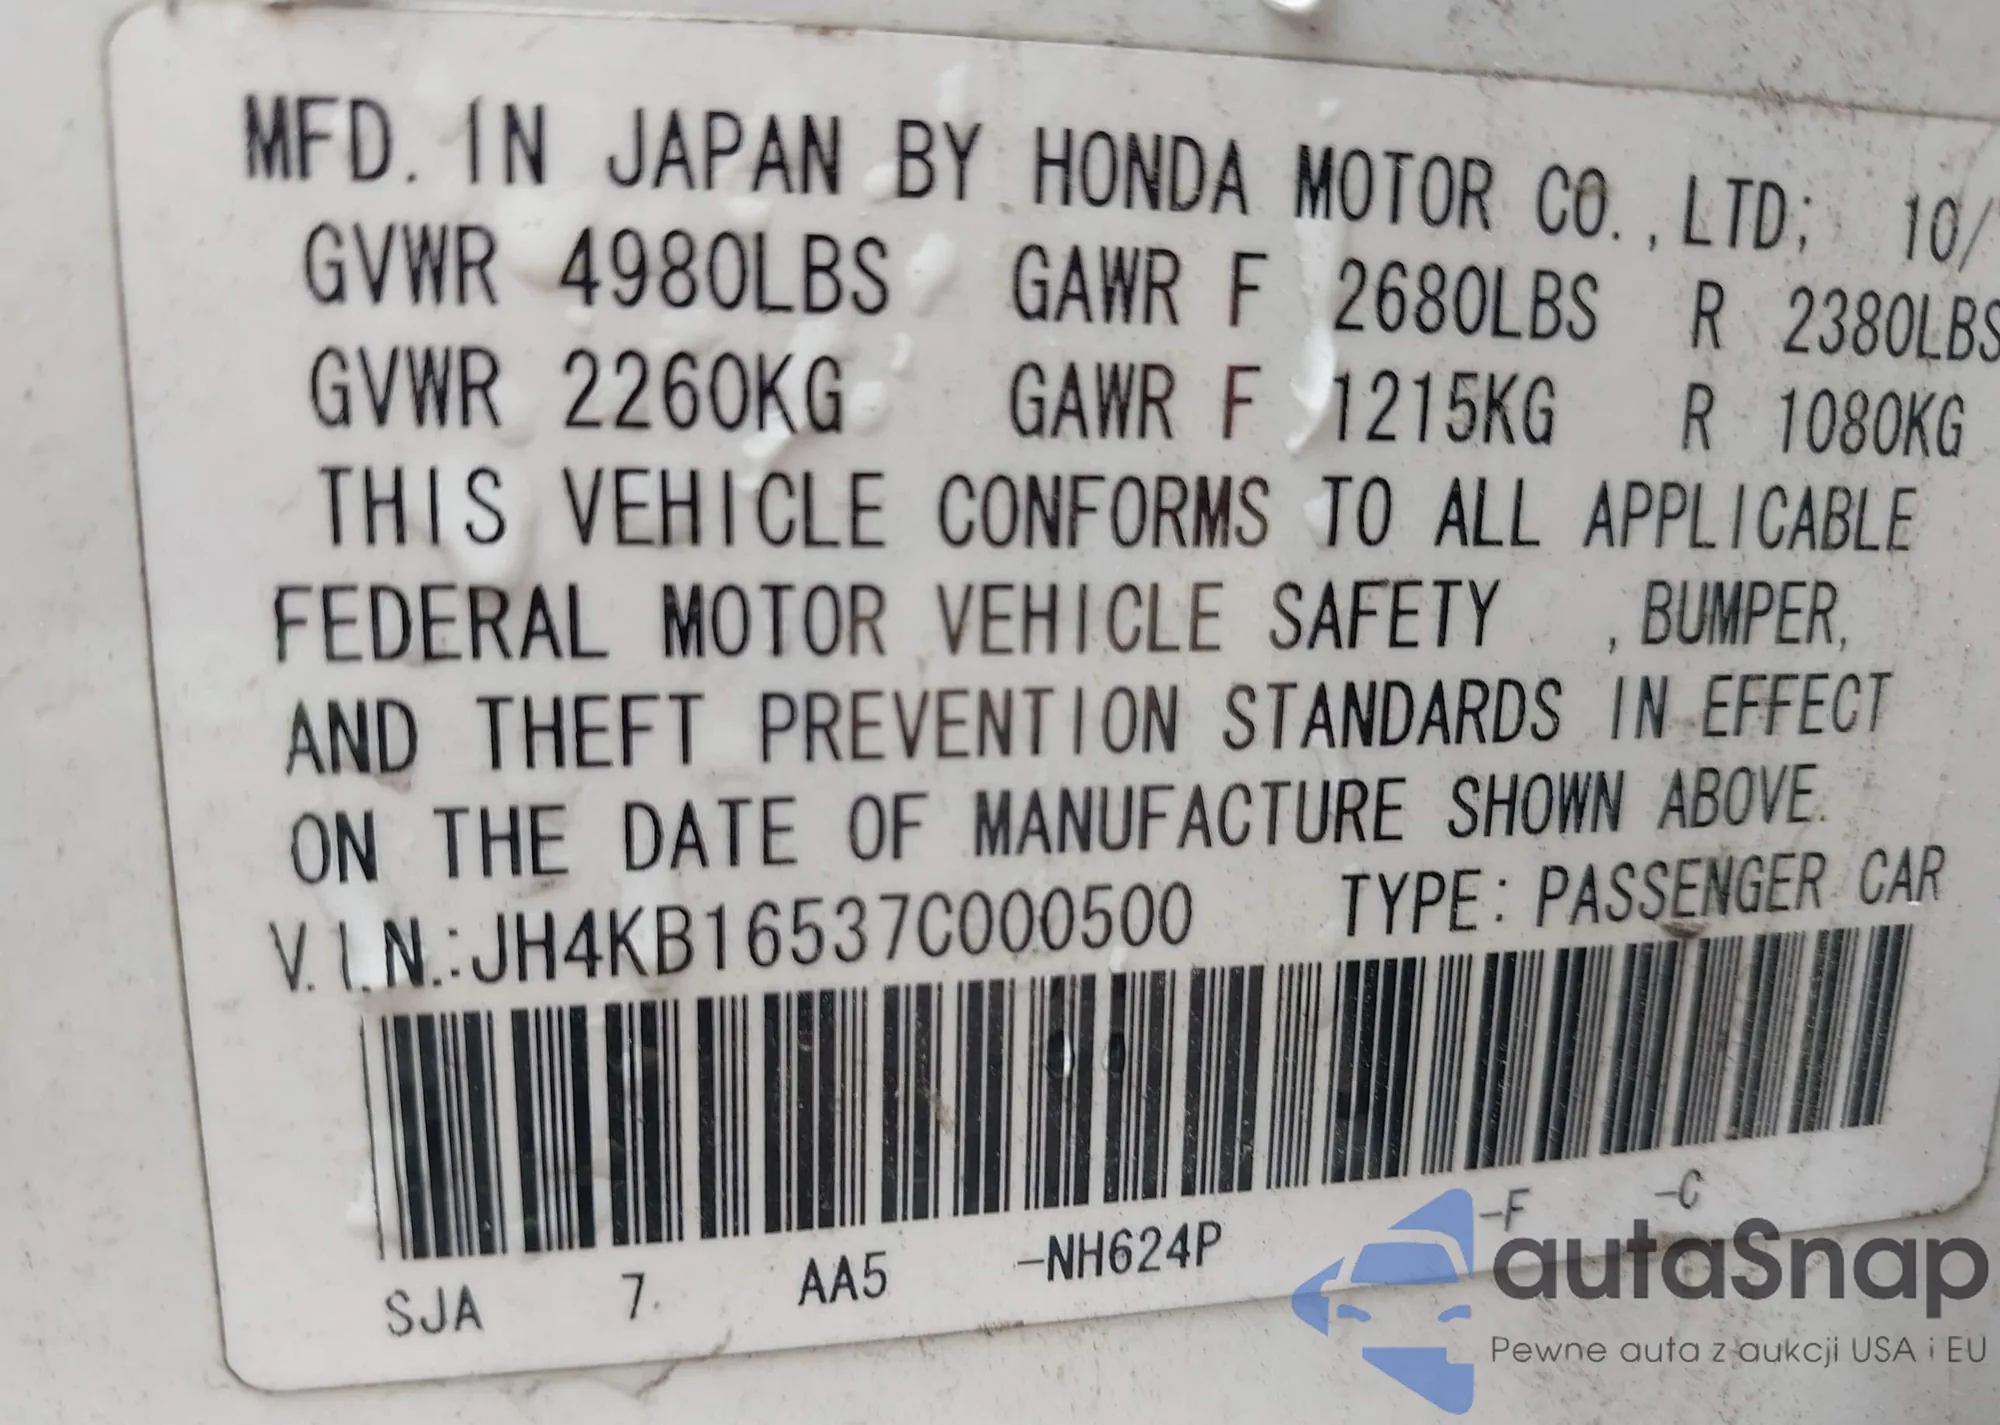 MFD. IN JAPAN BY HONDA MOTOR CO.,LTD; 10/
GVWR 4980LBS GAWR F 2680LBS R 2380LBS
GVWR 2260KG GAWR F 1215KG R 1080KG
THIS VEHICLE CONFORMS TO ALL APPLICABLE
FEDERAL MOTOR VEHICLE SAFETY ,BUMPER,
AND THEFT PREVENTION STANDARDS IN EFFECT
ON THE DATE OF MANUFACTURE SHOWN ABOVE.
V.I.N.:JH4KB16537C000500 TYPE: PASSENGER CAR
SJA 7 AA5 -NH624P -F -C
autaSnap
Pewne auta z aukcji USA i EU